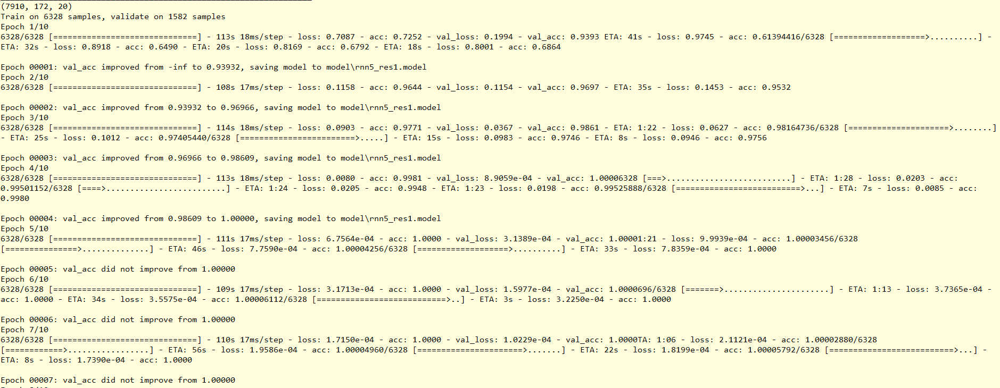 (7910, 172, 20)
Train on 6328 samples, validate on 1582 samples
Epoch 1/10
6328/6328 [==============================] - 113s 18ms/step - loss: 0.7087 - acc: 0.7252 - val_loss: 0.1994 - val_acc: 0.9393 ETA: 41s - loss: 0.9745 - acc: 0.61394416/6328 [===================>..........] -
ETA: 32s - loss: 0.8918 - acc: 0.6490 - ETA: 20s - loss: 0.8169 - acc: 0.6792 - ETA: 18s - loss: 0.8001 - acc: 0.6864
Epoch 00001: val_acc improved from -inf to 0.93932, saving model to model\rnn5_res1.model
Epoch 2/10
6328/6328 [==============================] - 108s 17ms/step - loss: 0.1158 - acc: 0.9644 - val_loss: 0.1154 - val_acc: 0.9697 - ETA: 35s - loss: 0.1453 - acc: 0.9532
Epoch 00002: val_acc improved from 0.93932 to 0.96966, saving model to model\rnn5_res1.model
Epoch 3/10
6328/6328 [==============================] - 114s 18ms/step - loss: 0.0903 - acc: 0.9771 - val_loss: 0.0367 - val_acc: 0.9861 - ETA: 1:22 - loss: 0.0627 - acc: 0.98164736/6328 [=====================>........]
- ETA: 25s - loss: 0.1012 - acc: 0.97405440/6328 [========================>.....] - ETA: 15s - loss: 0.0983 - acc: 0.9746 - ETA: 8s - loss: 0.0946 - acc: 0.9756
Epoch 00003: val_acc improved from 0.96966 to 0.98609, saving model to model\rnn5_res1.model
Epoch 4/10
6328/6328 [==============================] - 113s 18ms/step - loss: 0.0080 - acc: 0.9981 - val_loss: 8.9059e-04 - val_acc: 1.00006328 [===>..........................] - ETA: 1:28 - loss: 0.0203 - acc:
0.99501152/6328 [====>.........................] - ETA: 1:24 - loss: 0.0205 - acc: 0.9948 - ETA: 1:23 - loss: 0.0198 - acc: 0.99525888/6328 [==========================>...] - ETA: 7s - loss: 0.0085 - acc:
0.9980
Epoch 00004: val_acc improved from 0.98609 to 1.00000, saving model to model\rnn5_res1.model
Epoch 5/10
6328/6328 [==============================] - 111s 17ms/step - loss: 6.7564e-04 - acc: 1.0000 - val_loss: 3.1389e-04 - val_acc: 1.00001:21 - loss: 9.9939e-04 - acc: 1.00003456/6328
[===============>..............] - ETA: 46s - loss: 7.7590e-04 - acc: 1.00004256/6328 [===================>..........] - ETA: 33s - loss: 7.8359e-04 - acc: 1.0000
Epoch 00005: val_acc did not improve from 1.00000
Epoch 6/10
6328/6328 [==============================] - 109s 17ms/step - loss: 3.1713e-04 - acc: 1.0000 - val_loss: 1.5977e-04 - val_acc: 1.0000696/6328 [=======>......................] - ETA: 1:13 - loss: 3.7365e-04 -
acc: 1.0000 - ETA: 34s - loss: 3.5575e-04 - acc: 1.00006112/6328 [===========================>..] - ETA: 3s - loss: 3.2250e-04 - acc: 1.0000
Epoch 00006: val_acc did not improve from 1.00000
Epoch 7/10
6328/6328 [==============================] - 110s 17ms/step - loss: 1.7150e-04 - acc: 1.0000 - val_loss: 1.0229e-04 - val_acc: 1.0000TA: 1:06 - loss: 2.1121e-04 - acc: 1.00002880/6328
[============>.................] - ETA: 56s - loss: 1.9586e-04 - acc: 1.00004960/6328 [======================>.......] - ETA: 22s - loss: 1.8199e-04 - acc: 1.00005792/6328 [==========================>...] -
ETA: 8s - loss: 1.7390e-04 - acc: 1.0000
Epoch 00007: val_acc did not improve from 1.00000